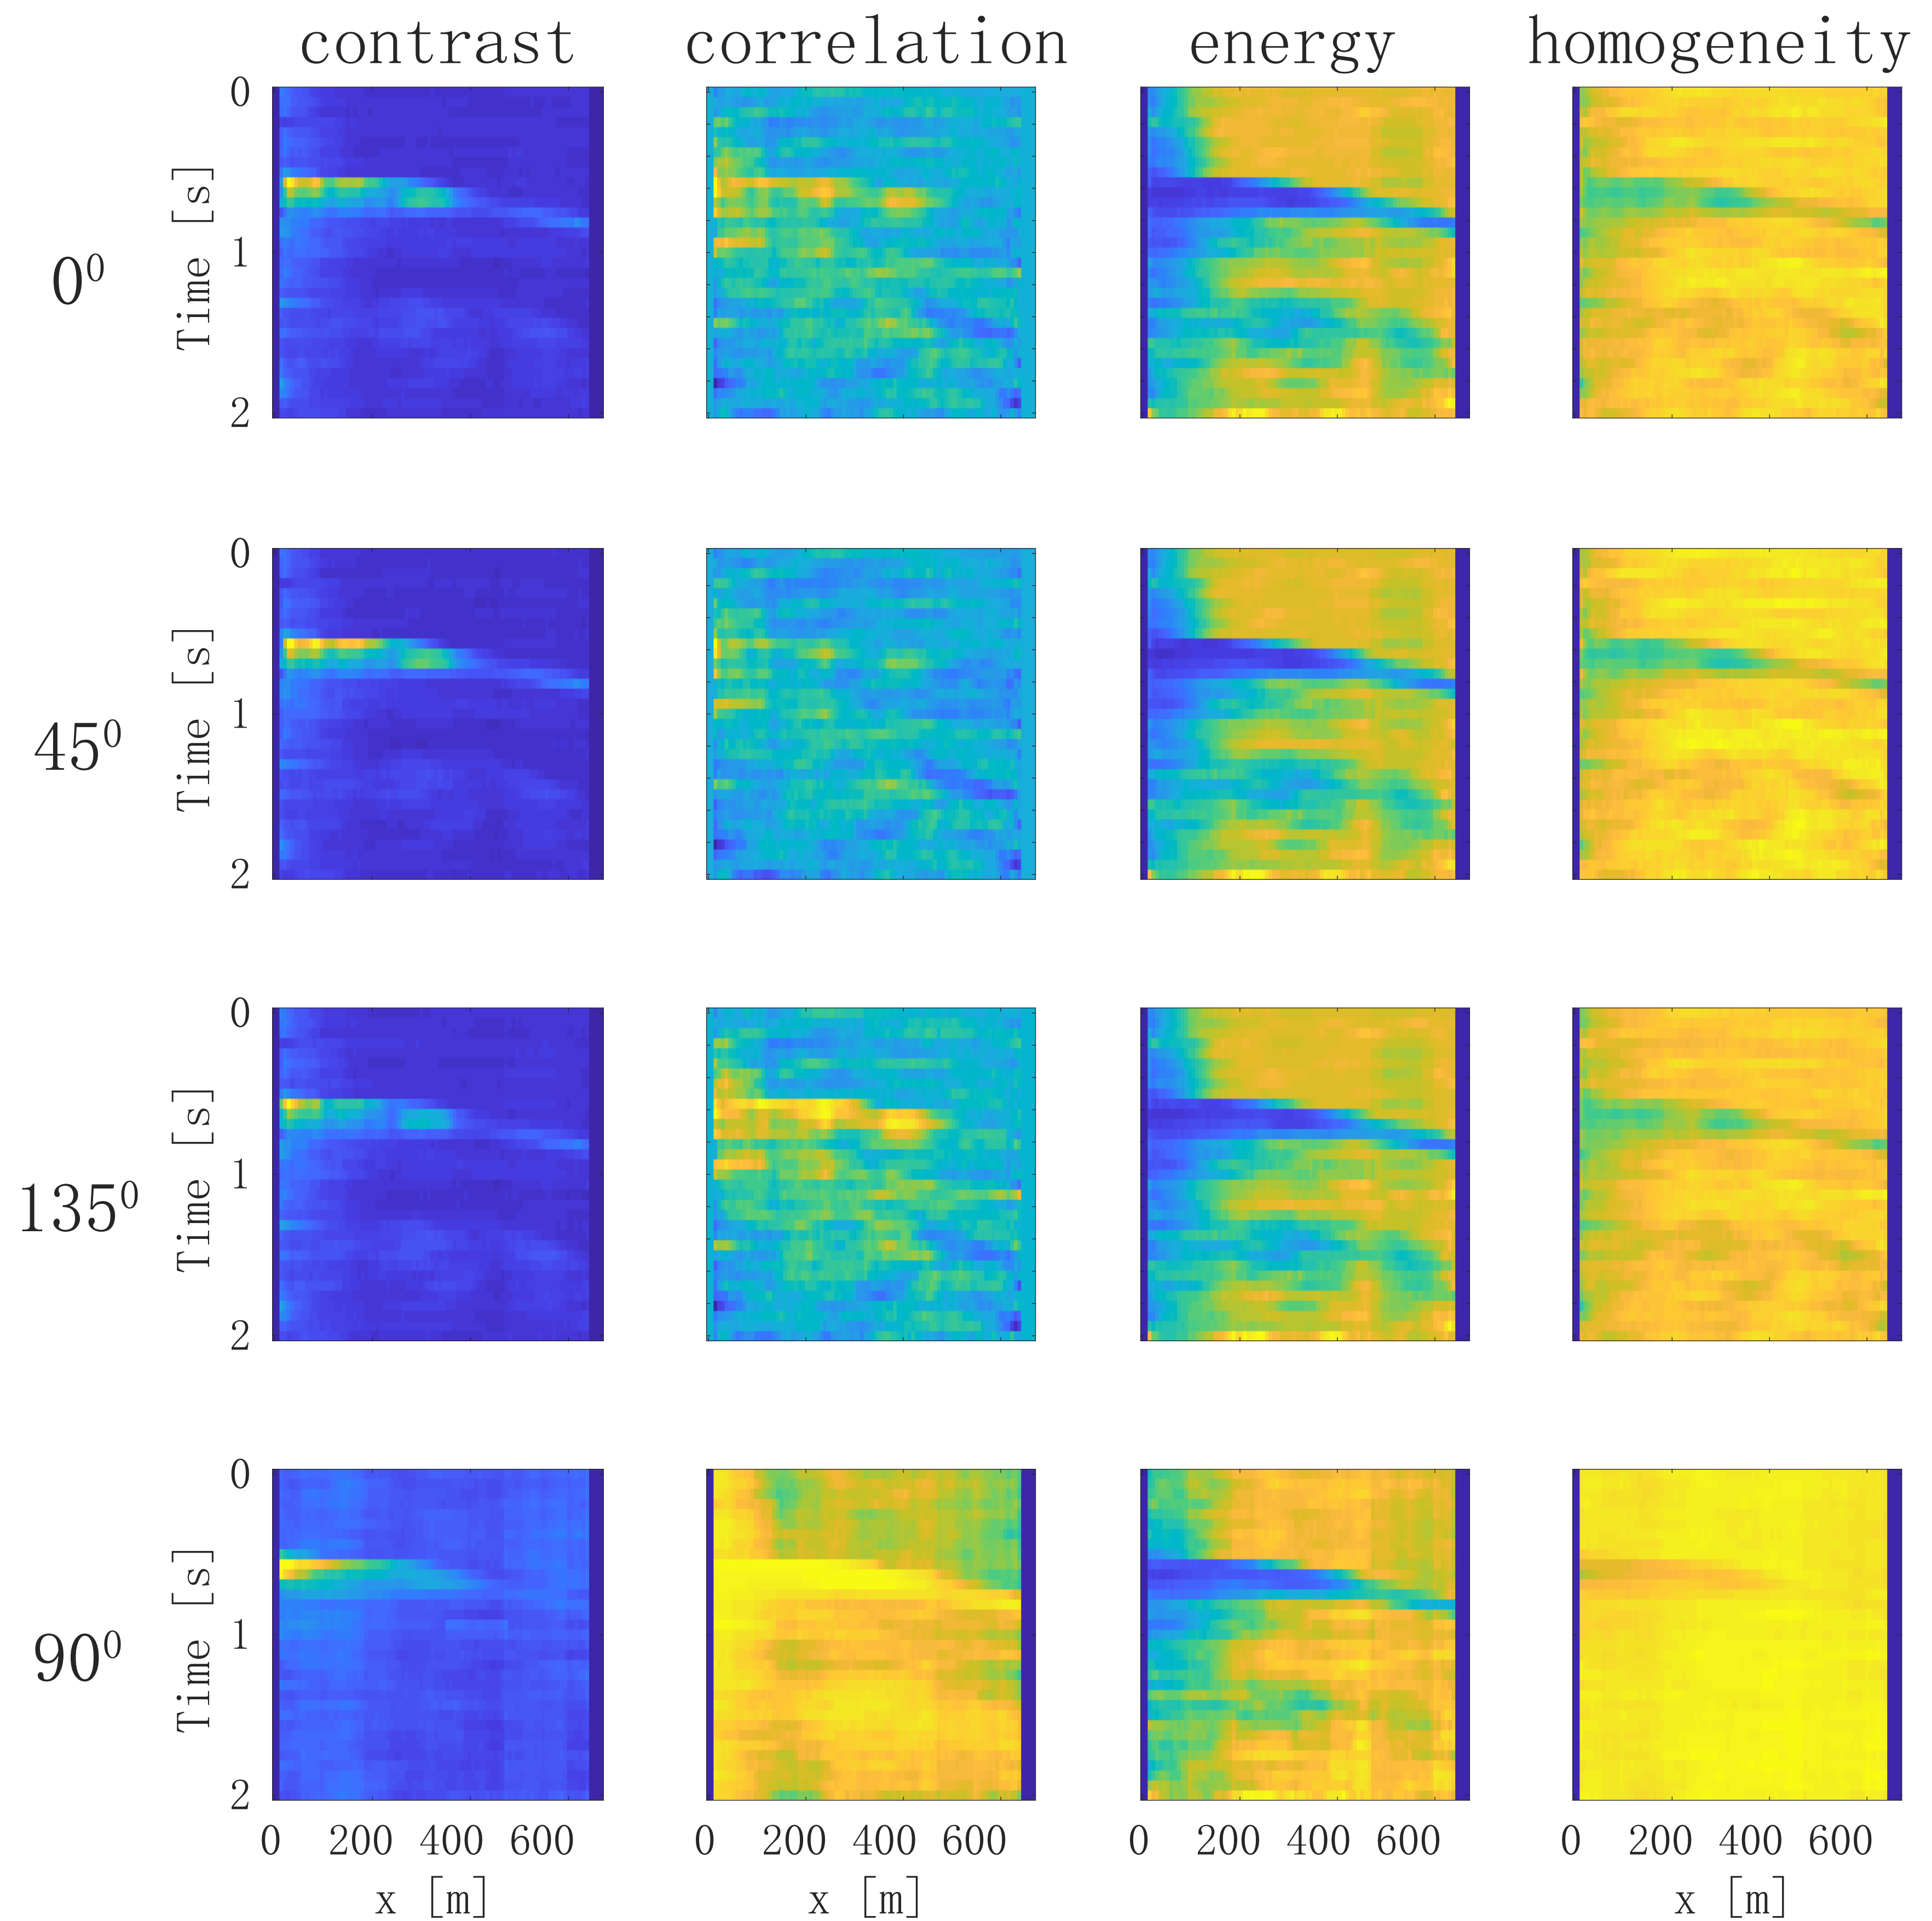 contrast correlation energy homogeneity
0
Time [s]
1
2
0⁰
0
Time [s]
1
2
45⁰
0
Time [s]
1
2
135⁰
0
Time [s]
1
2
90⁰
0 200 400 600 0 200 400 600 0 200 400 600 0 200 400 600
x [m] x [m] x [m]